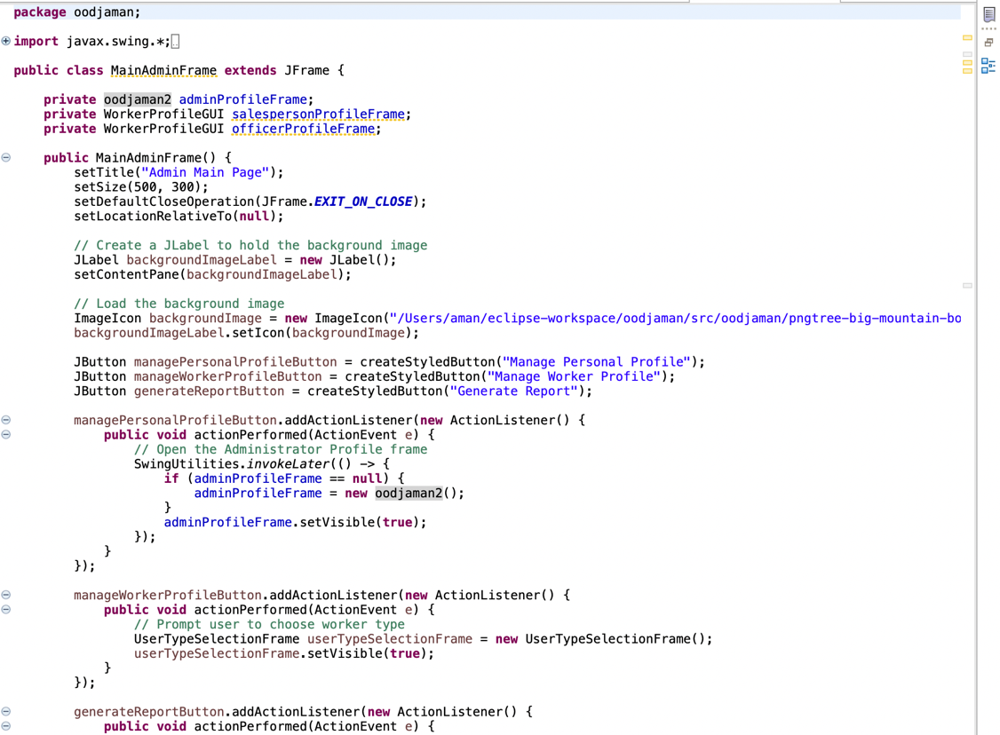 package oodjaman;
import javax.swing.*;
public class MainAdminFrame extends JFrame {
private oodjaman2 adminProfileFrame;
private WorkerProfileGUI salespersonProfileFrame;
private WorkerProfileGUI officerProfileFrame;
public MainAdminFrame() {
setTitle("Admin Main Page");
setSize(500, 300);
setDefaultCloseOperation(JFrame.EXIT_ON_CLOSE);
setLocationRelativeTo(null);
// Create a JLabel to hold the background image
JLabel backgroundImageLabel = new JLabel();
setContentPane(backgroundImageLabel);
// Load the background image
ImageIcon backgroundImage = new ImageIcon("/Users/aman/eclipse-workspace/oodjaman/src/oodjaman/pngtree-big-mountain-bo
backgroundImageLabel.setIcon(backgroundImage);
JButton managePersonalProfileButton = createStyledButton("Manage Personal Profile");
JButton manageWorkerProfileButton = createStyledButton("Manage Worker Profile");
JButton generateReportButton = createStyledButton("Generate Report");
managePersonalProfileButton.addActionListener(new ActionListener() {
public void actionPerformed(ActionEvent e) {
// Open the Administrator Profile frame
SwingUtilities.invokeLater(() -> {
if (adminProfileFrame == null) {
adminProfileFrame = new oodjaman2();
}
adminProfileFrame.setVisible(true);
});
}
});
manageWorkerProfileButton.addActionListener(new ActionListener() {
public void actionPerformed(ActionEvent e) {
// Prompt user to choose worker type
UserTypeSelectionFrame userTypeSelectionFrame = new UserTypeSelectionFrame();
userTypeSelectionFrame.setVisible(true);
}
});
generateReportButton.addActionListener(new ActionListener() {
public void actionPerformed(ActionEvent e) {